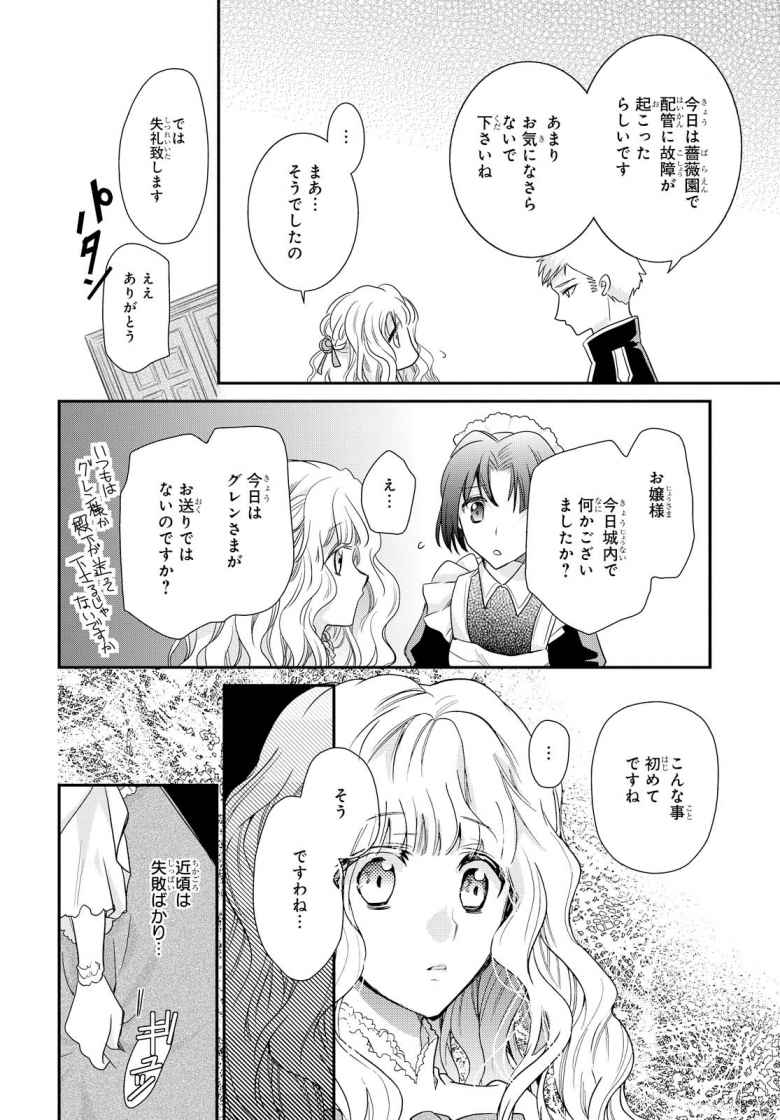 今日は薔薇園で
配管に故障が
起こった
らしいです
あまり
お気になさら
ないで
下さいね
…
まあ…
そうでしたの
では
失礼致します
ええ
ありがとう
パタン
お嬢様
今日城内で
何かござい
ましたか?
え…
今日は
グレンさまが
お送りでは
ないのですか?
いつもは
グレン様か
殿下が送って
下さるじゃ
ないですか
こんな事
初めて
ですね
…
そう
ですわね…
近頃は
失敗ばかり…
ギュッ